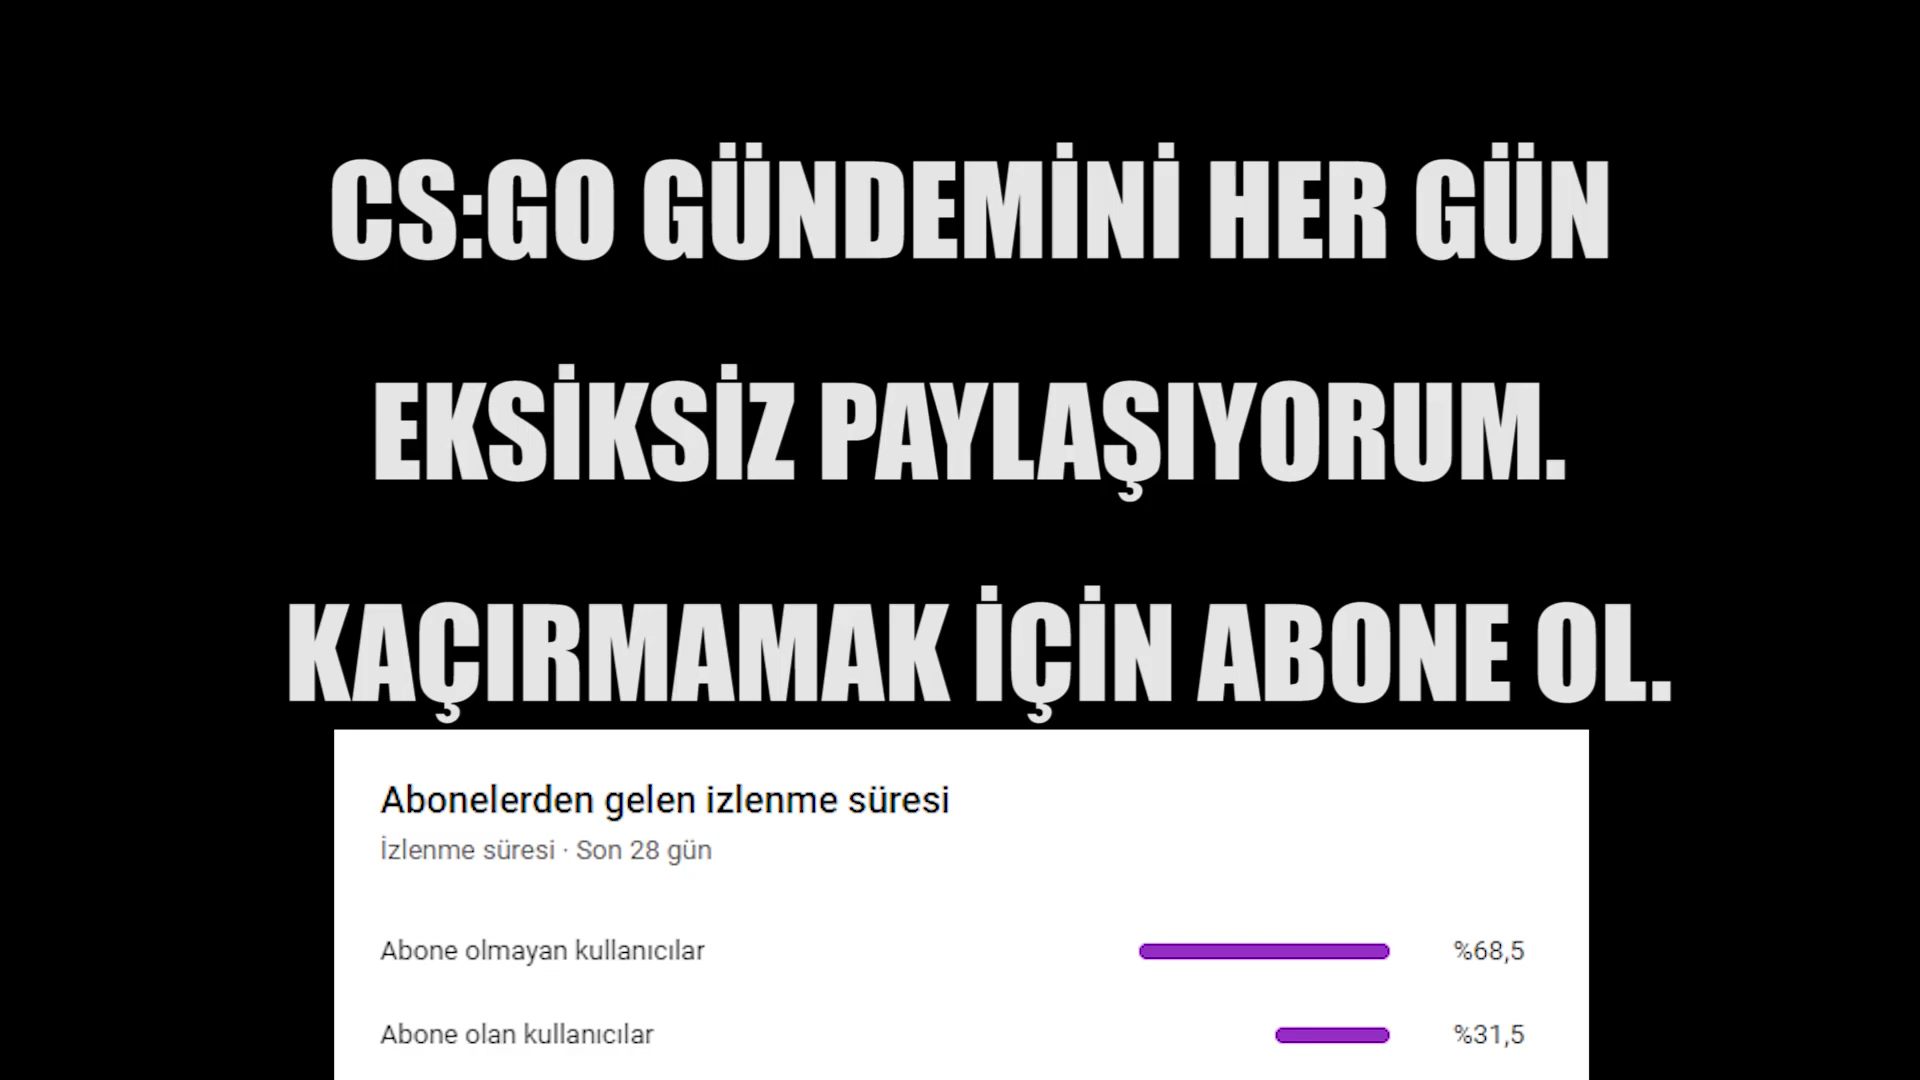 CS:GO GÜNDEMİNİ HER GÜN
EKSİKSİZ PAYLAŞIYORUM.
KAÇIRMAMAK İÇİN ABONE OL.
Abonelerden gelen izlenme süresi
İzlenme süresi · Son 28 gün
Abone olmayan kullanıcılar %68,5
Abone olan kullanıcılar %31,5